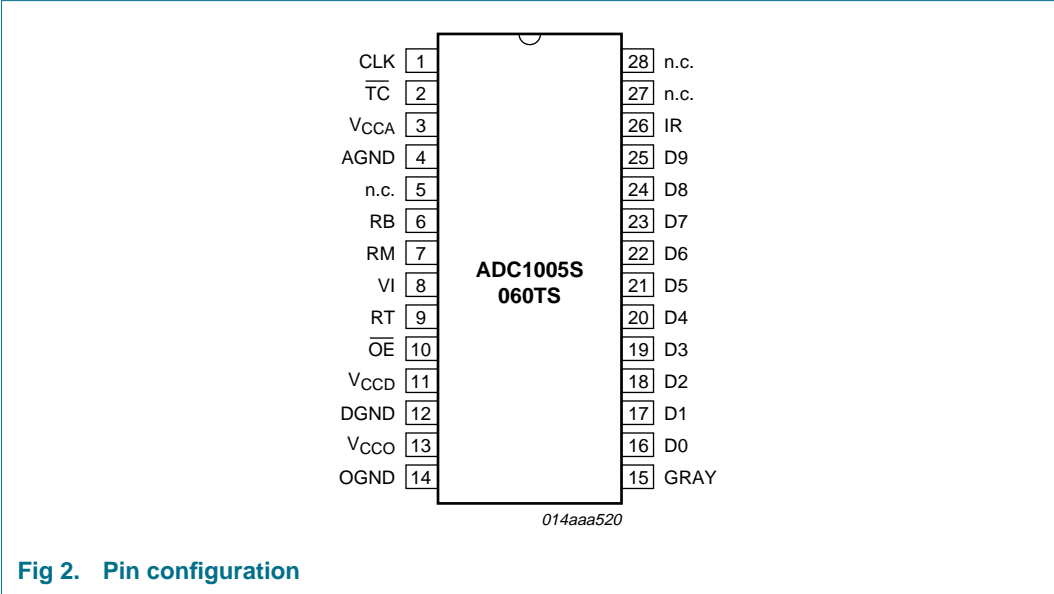 CLK 1
T̅C̅ 2
VCCA 3
AGND 4
n.c. 5
RB 6
RM 7
VI 8
RT 9
O̅E̅ 10
VCCD 11
DGND 12
VCCO 13
OGND 14
ADC1005S
060TS
28 n.c.
27 n.c.
26 IR
25 D9
24 D8
23 D7
22 D6
21 D5
20 D4
19 D3
18 D2
17 D1
16 D0
15 GRAY
014aaa520
Fig 2. Pin configuration